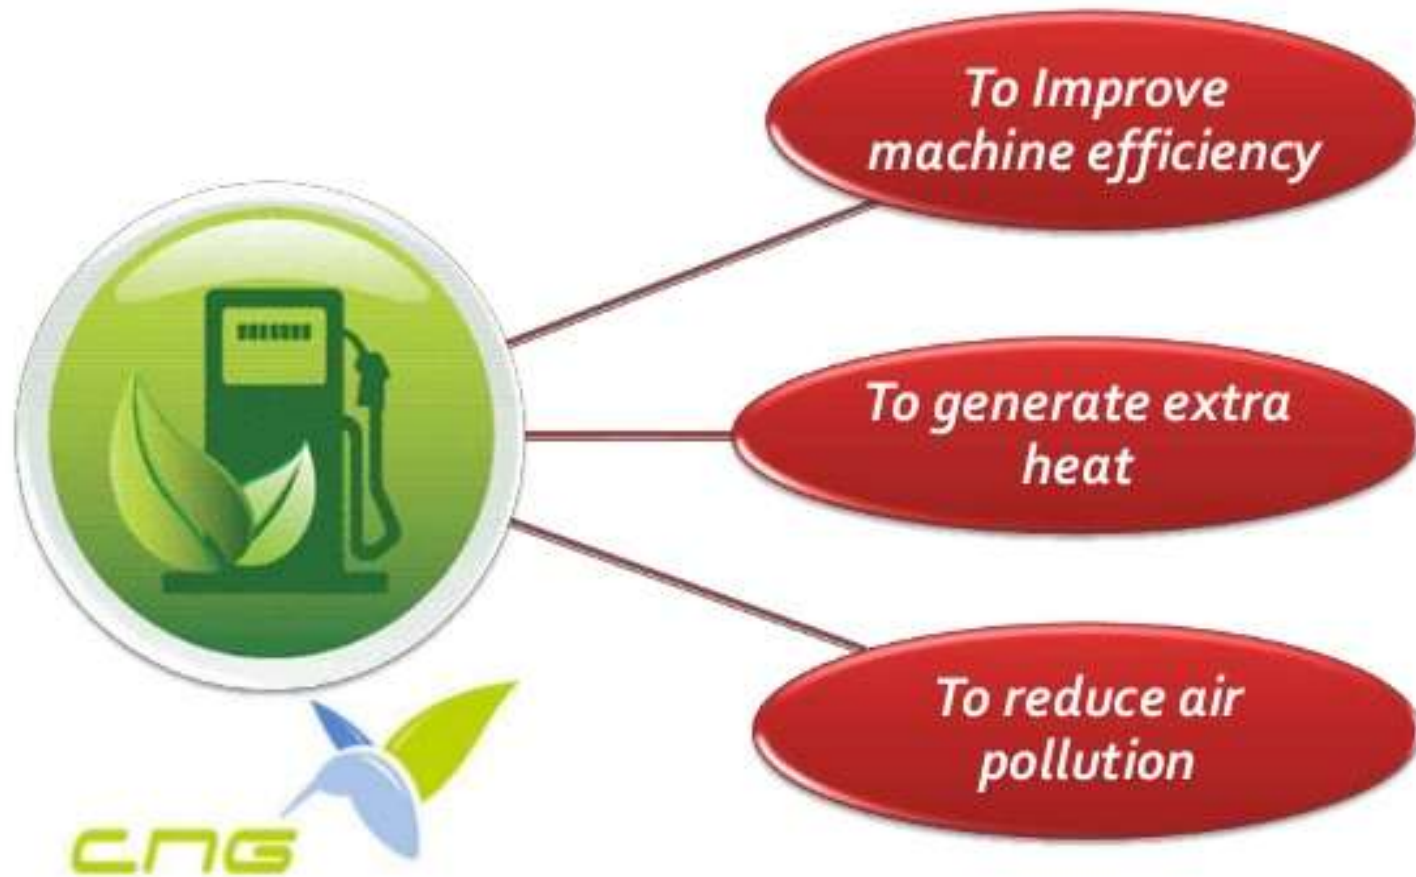 To Improve
machine efficiency
To generate extra
heat
To reduce air
pollution
CNG